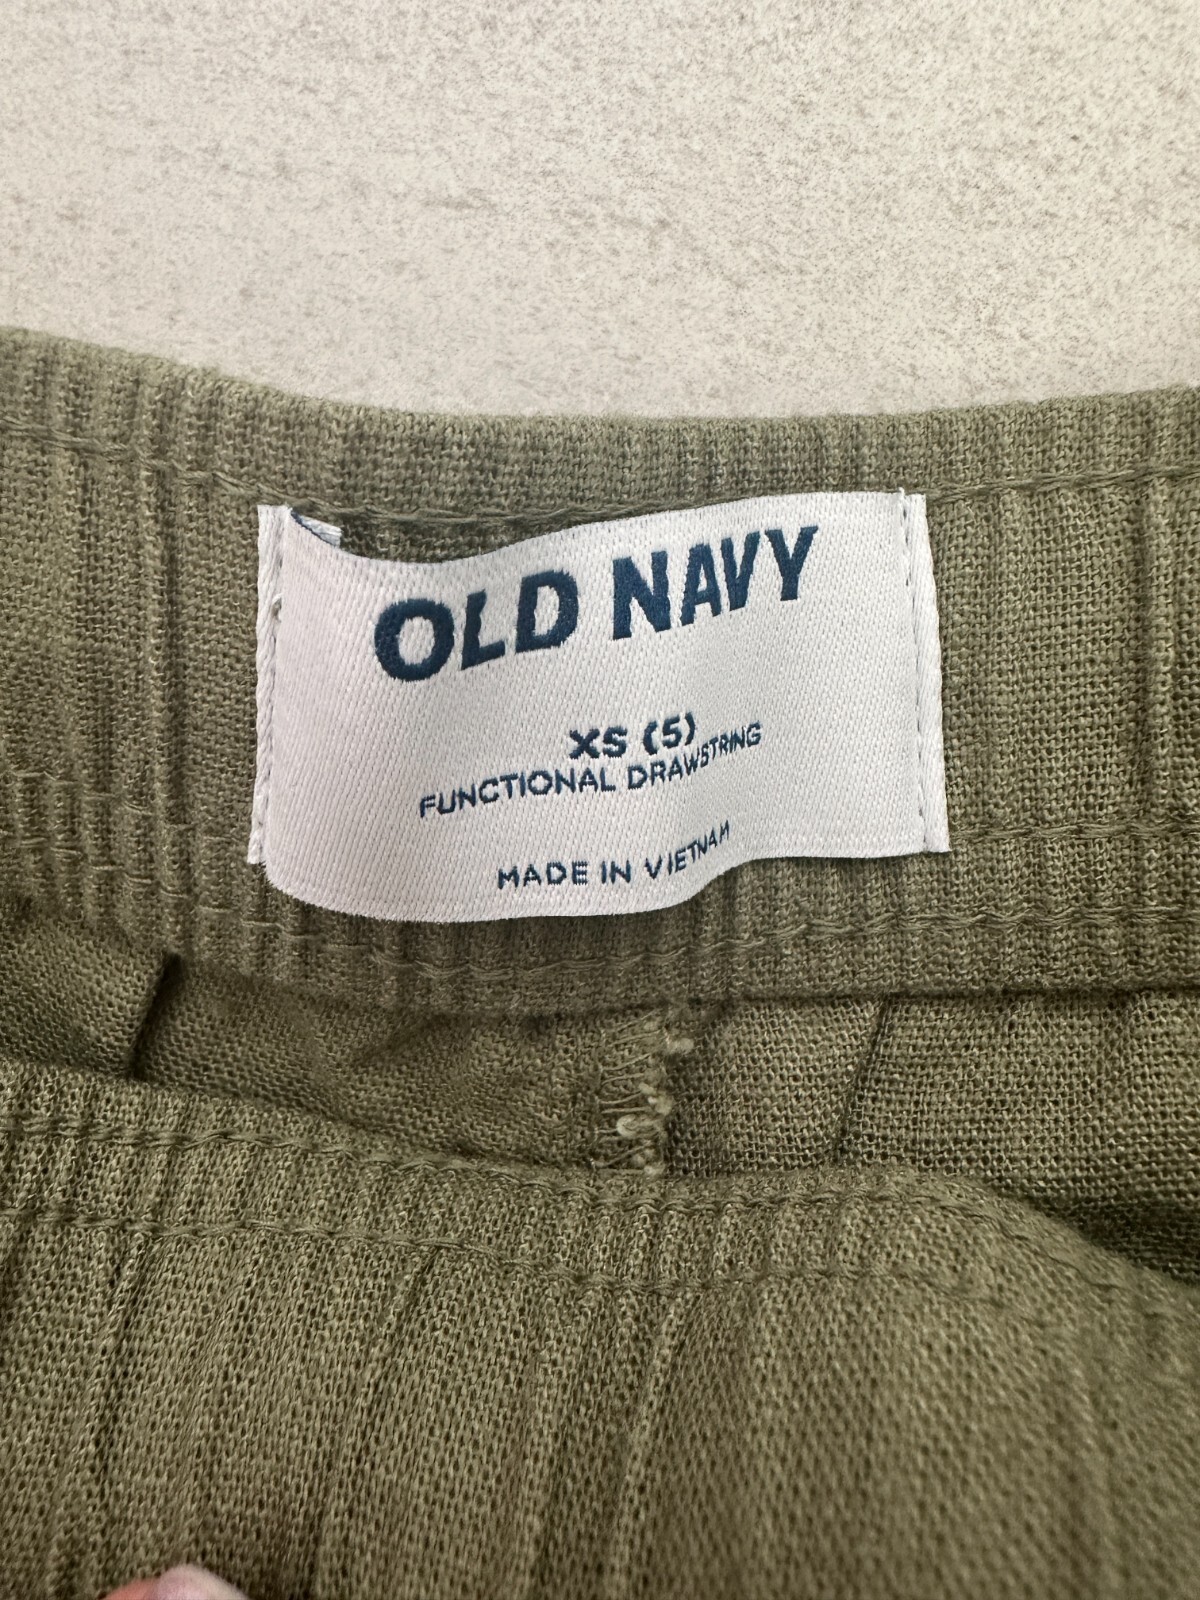 OLD NAVY
XS (5)
FUNCTIONAL DRAWSTRING
MADE IN VIETNAM